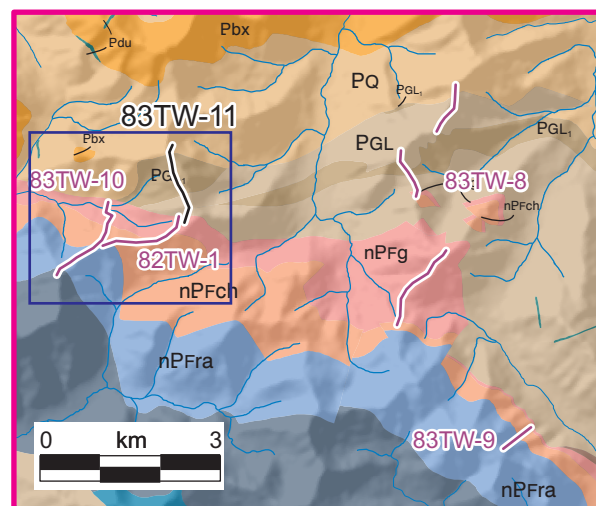 Pbx
Pdu
PQ
PGL₁
83TW-11
PGL₁
Pbx
PGL
83TW-10
PGL₁
83TW-8
nPFch
82TW-1
nPFg
nPFch
nPFra
0 km 3
83TW-9
nPFra